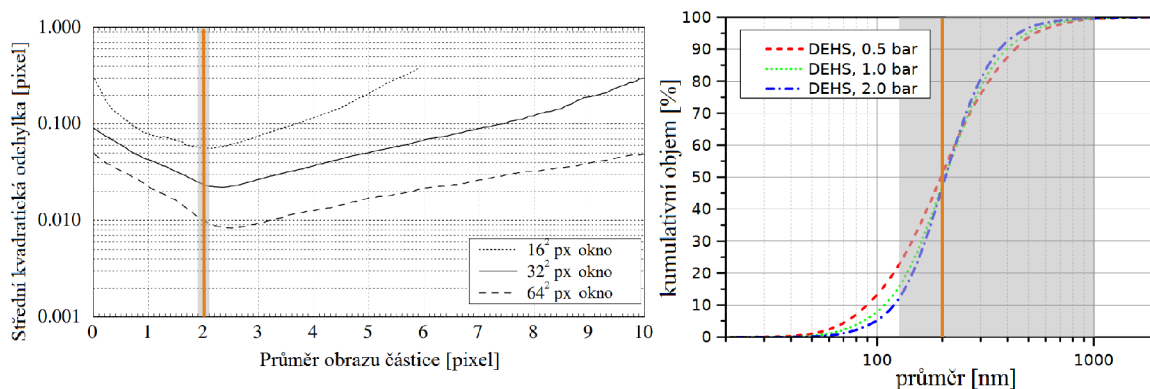 Střední kvadratická odchylka [pixel]
1.000
0.100
0.010
0.001
0 1 2 3 4 5 6 7 8 9 10
Průměr obrazu částice [pixel]
16² px okno
32² px okno
64² px okno
kumulativní objem [%]
100
90
80
70
60
50
40
30
20
10
0
DEHS, 0.5 bar
DEHS, 1.0 bar
DEHS, 2.0 bar
100 1000
průměr [nm]